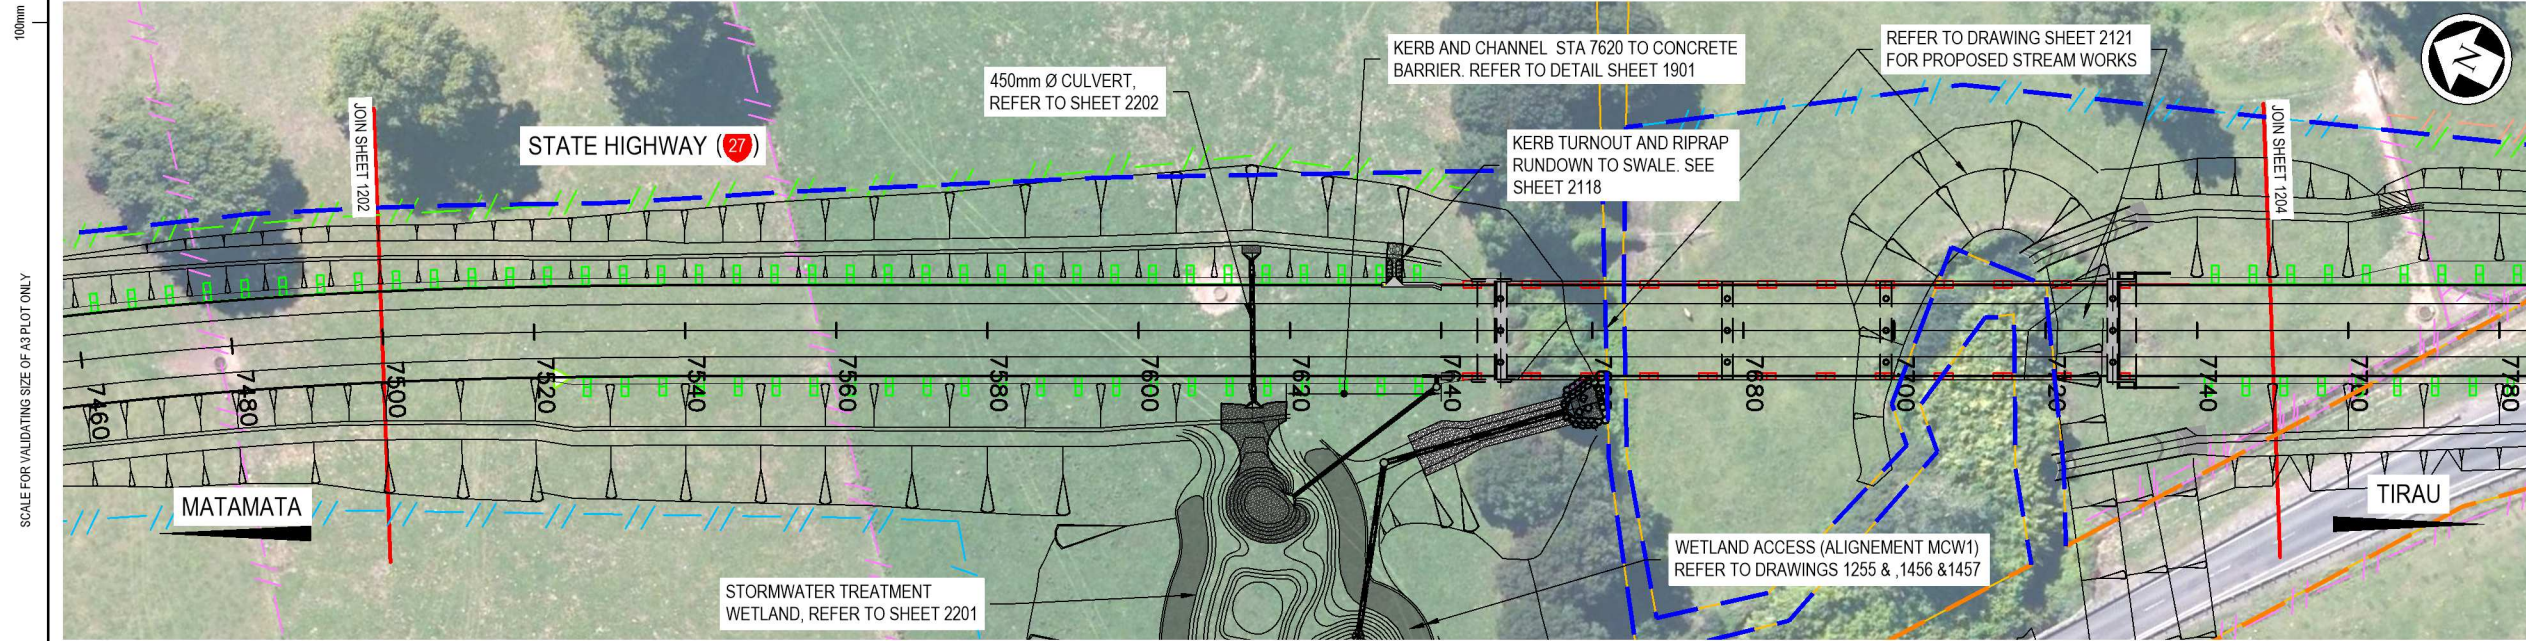 100mm
SCALE FOR VALIDATING SIZE OF A3 PLOT ONLY
JOIN SHEET 1202
STATE HIGHWAY (27)
450mm Ø CULVERT,
REFER TO SHEET 2202
KERB AND CHANNEL STA 7620 TO CONCRETE
BARRIER. REFER TO DETAIL SHEET 1901
KERB TURNOUT AND RIPRAP
RUNDOWN TO SWALE. SEE
SHEET 2118
REFER TO DRAWING SHEET 2121
FOR PROPOSED STREAM WORKS
N
JOIN SHEET 1204
7460
7480
7500
7520
7540
7560
7580
7600
7620
7640
7680
7700
7740
7760
7780
MATAMATA
TIRAU
STORMWATER TREATMENT
WETLAND, REFER TO SHEET 2201
WETLAND ACCESS (ALIGNEMENT MCW1)
REFER TO DRAWINGS 1255 & ,1456 &1457